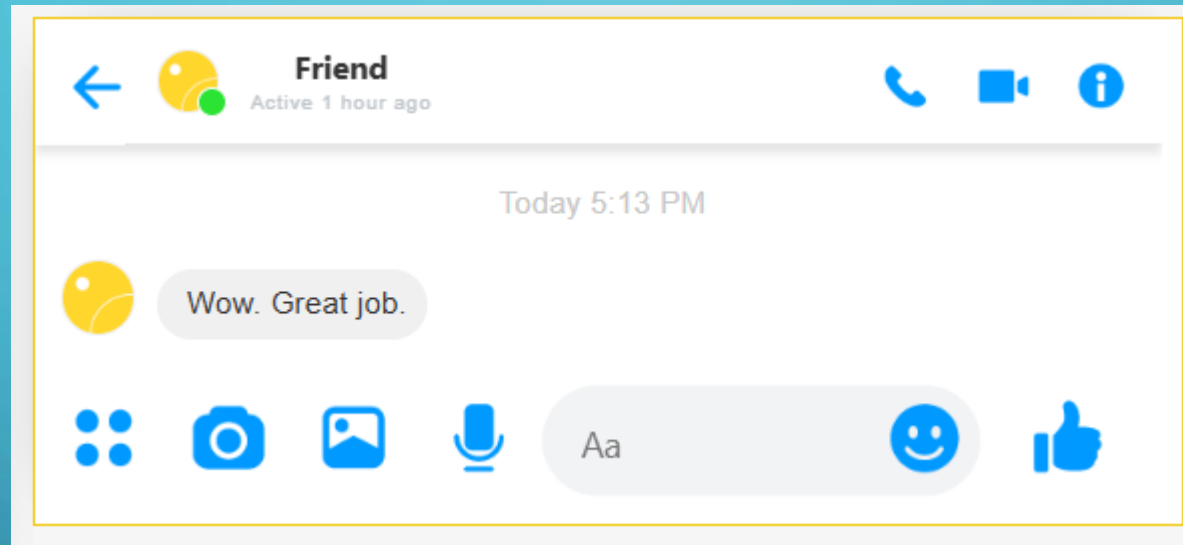 Friend
Active 1 hour ago
Today 5:13 PM
Wow. Great job.
Aa